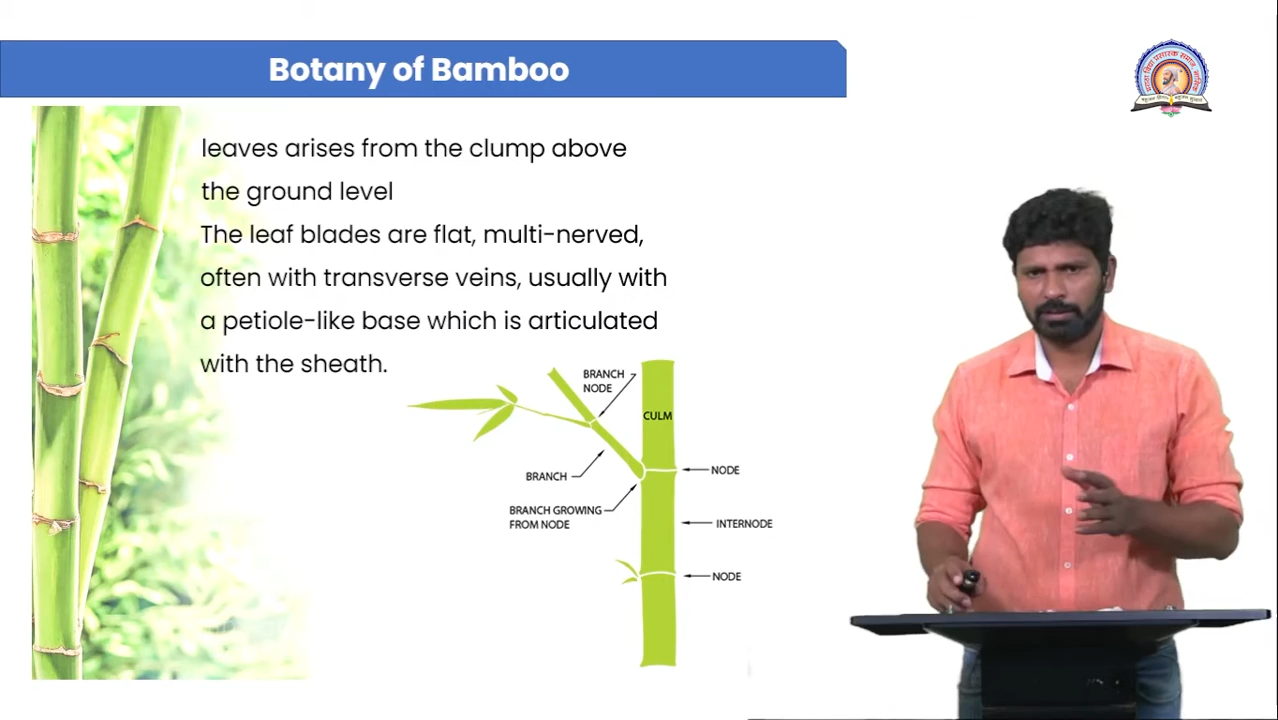 Botany of Bamboo
leaves arises from the clump above
the ground level
The leaf blades are flat, multi-nerved,
often with transverse veins, usually with
a petiole-like base which is articulated
with the sheath.
BRANCH
NODE
CULM
BRANCH
NODE
BRANCH GROWING
FROM NODE
INTERNODE
NODE